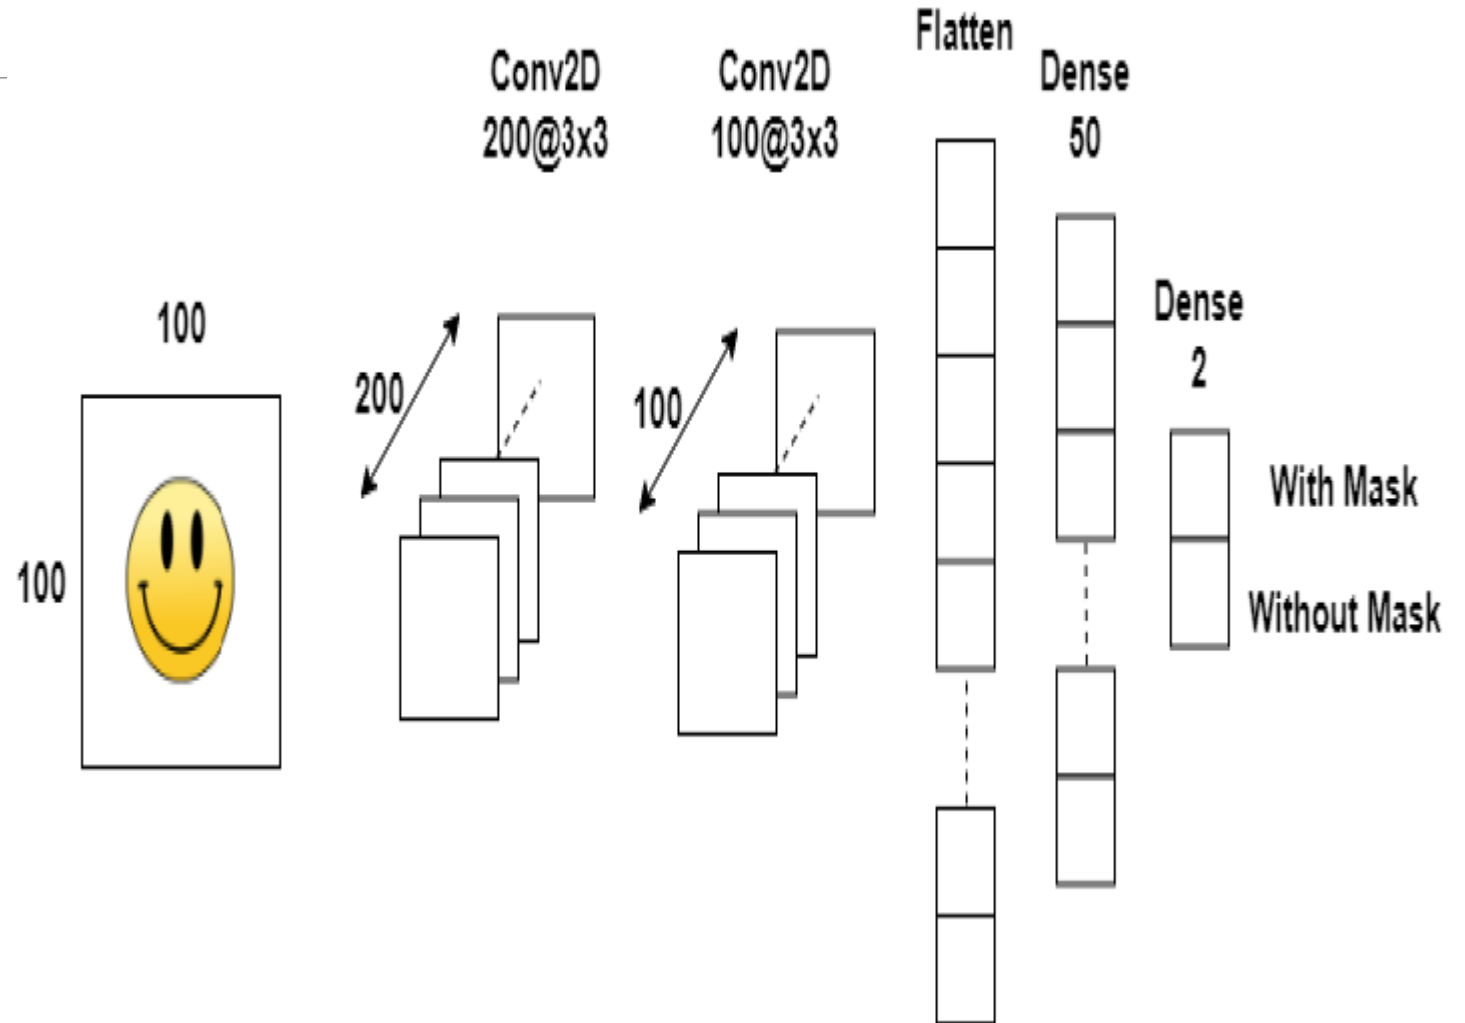 Flatten
Conv2D
200@3x3
Conv2D
100@3x3
Dense
50
Dense
2
100
100
200
100
With Mask
Without Mask